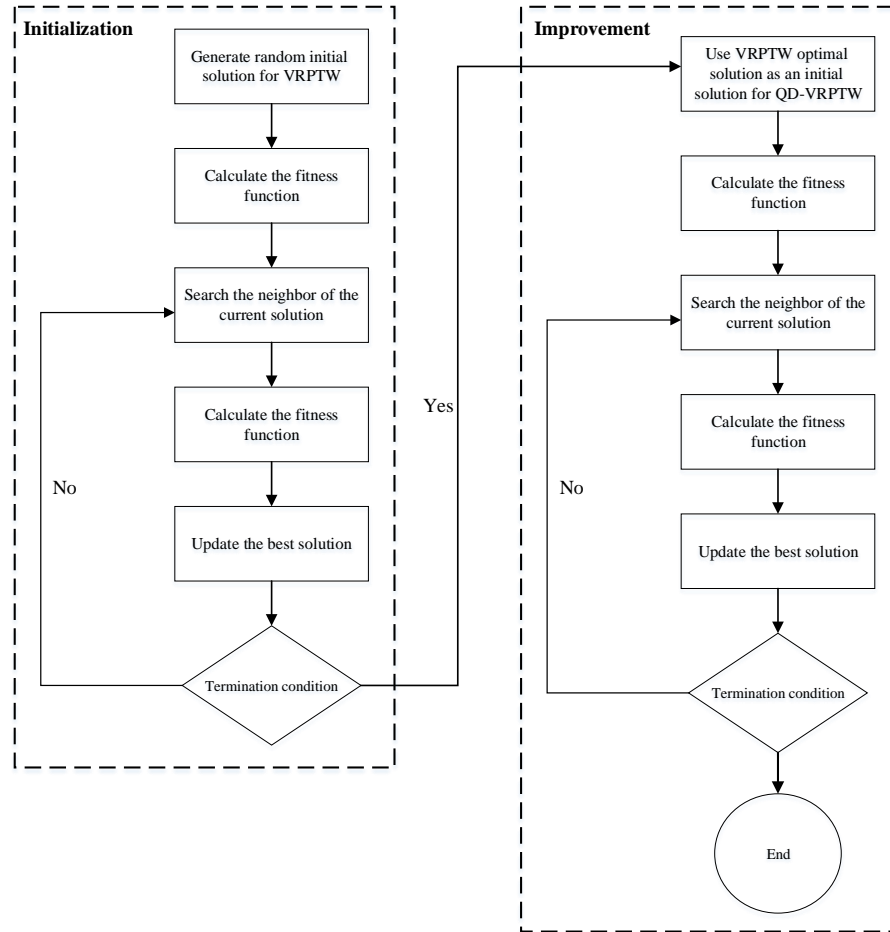 Initialization
Generate random initial
solution for VRPTW
Calculate the fitness
function
Search the neighbor of the
current solution
Calculate the fitness
function
Update the best solution
Termination condition
No
Yes
Improvement
Use VRPTW optimal
solution as an initial
solution for QD-VRPTW
Calculate the fitness
function
Search the neighbor of the
current solution
Calculate the fitness
function
Update the best solution
Termination condition
No
End